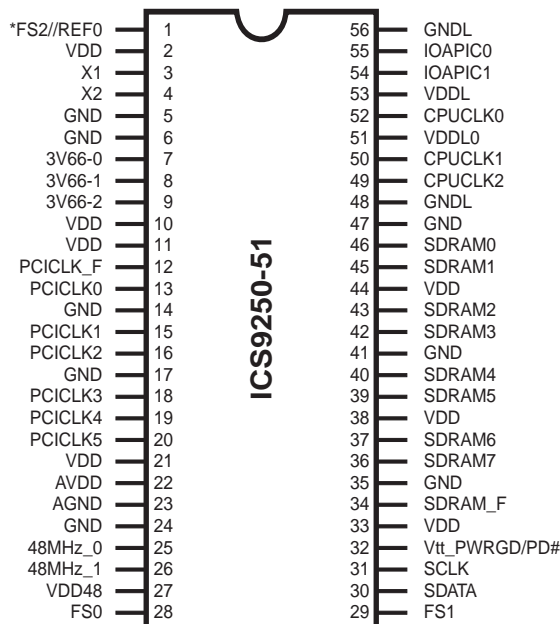 *FS2//REF0 1 56 GNDL
VDD 2 55 IOAPIC0
X1 3 54 IOAPIC1
X2 4 53 VDDL
GND 5 52 CPUCLK0
GND 6 51 VDDL0
3V66-0 7 50 CPUCLK1
3V66-1 8 49 CPUCLK2
3V66-2 9 48 GNDL
VDD 10 47 GND
VDD 11 46 SDRAM0
PCICLK_F 12 45 SDRAM1
PCICLK0 13 44 VDD
GND 14 43 SDRAM2
PCICLK1 15 42 SDRAM3
PCICLK2 16 41 GND
GND 17 40 SDRAM4
PCICLK3 18 39 SDRAM5
PCICLK4 19 38 VDD
PCICLK5 20 37 SDRAM6
VDD 21 36 SDRAM7
AVDD 22 35 GND
AGND 23 34 SDRAM_F
GND 24 33 VDD
48MHz_0 25 32 Vtt_PWRGD/PD#
48MHz_1 26 31 SCLK
VDD48 27 30 SDATA
FS0 28 29 FS1
ICS9250-51